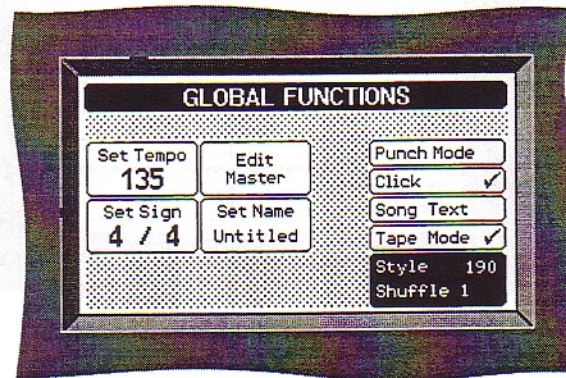 GLOBAL FUNCTIONS
Set Tempo
135
Edit
Master
Set Sign
4 / 4
Set Name
Untitled
Punch Mode
Click ✓
Song Text
Tape Mode ✓
Style 190
Shuffle 1